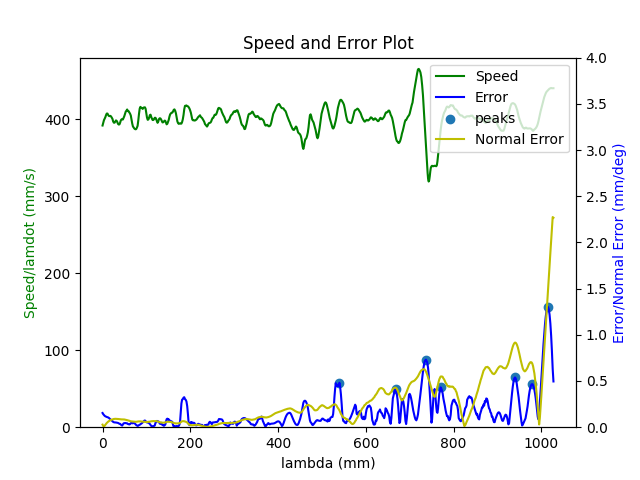 Speed and Error Plot
Speed
Error
peaks
Normal Error
Speed/lamdot (mm/s)
400
300
200
100
0
4.0
3.5
3.0
2.5
2.0
1.5
1.0
0.5
0.0
Error/Normal Error (mm/deg)
0
200
400
600
800
1000
lambda (mm)